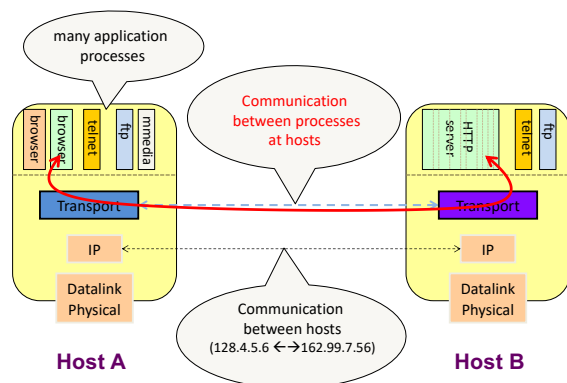 many application
processes
browser
browser
telnet
ftp
mmedia
Communication
between processes
at hosts
HTTP
server
telnet
ftp
Transport
Transport
IP
IP
Datalink
Physical
Communication
between hosts
(128.4.5.6 ←→162.99.7.56)
Datalink
Physical
Host A
Host B